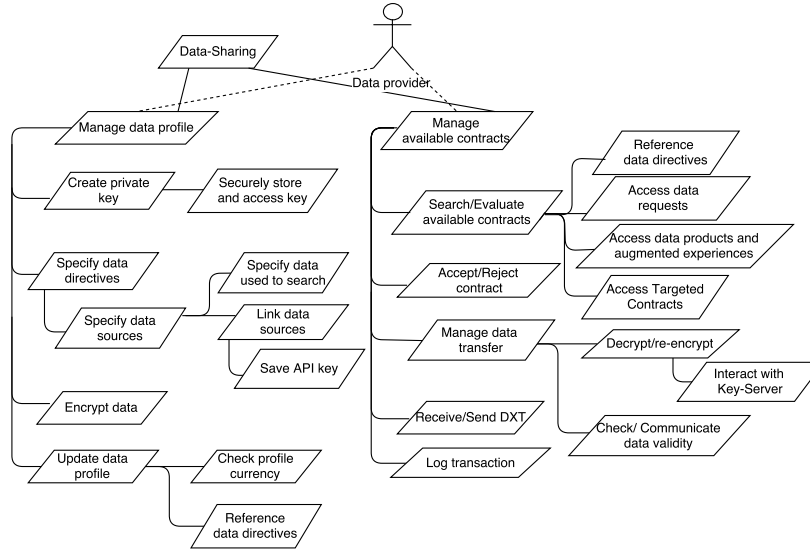 Data-Sharing
Data provider
Manage data profile
Manage
available contracts
Create private
key
Securely store
and access key
Search/Evaluate
available contracts
Reference
data directives
Access data
requests
Access data products and
augmented experiences
Access Targeted
Contracts
Specify data
directives
Specify data
used to search
Accept/Reject
contract
Specify data
sources
Link data
sources
Save API key
Manage data
transfer
Decrypt/re-encrypt
Interact with
Key-Server
Encrypt data
Receive/Send DXT
Check/ Communicate
data validity
Update data
profile
Check profile
currency
Log transaction
Reference
data directives